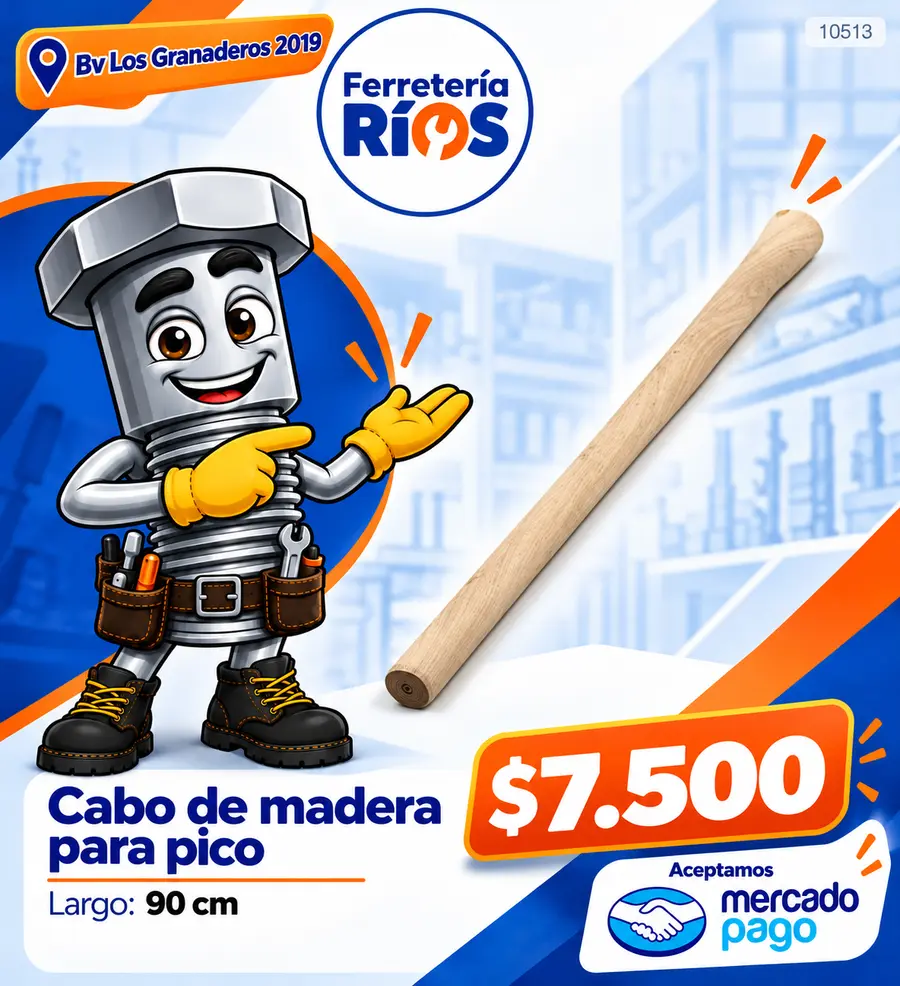 Bv Los Granaderos 2019
Ferretería
RÍOS
10513
$7.500
Cabo de madera
para pico
Largo: 90 cm
Aceptamos
mercado
pago